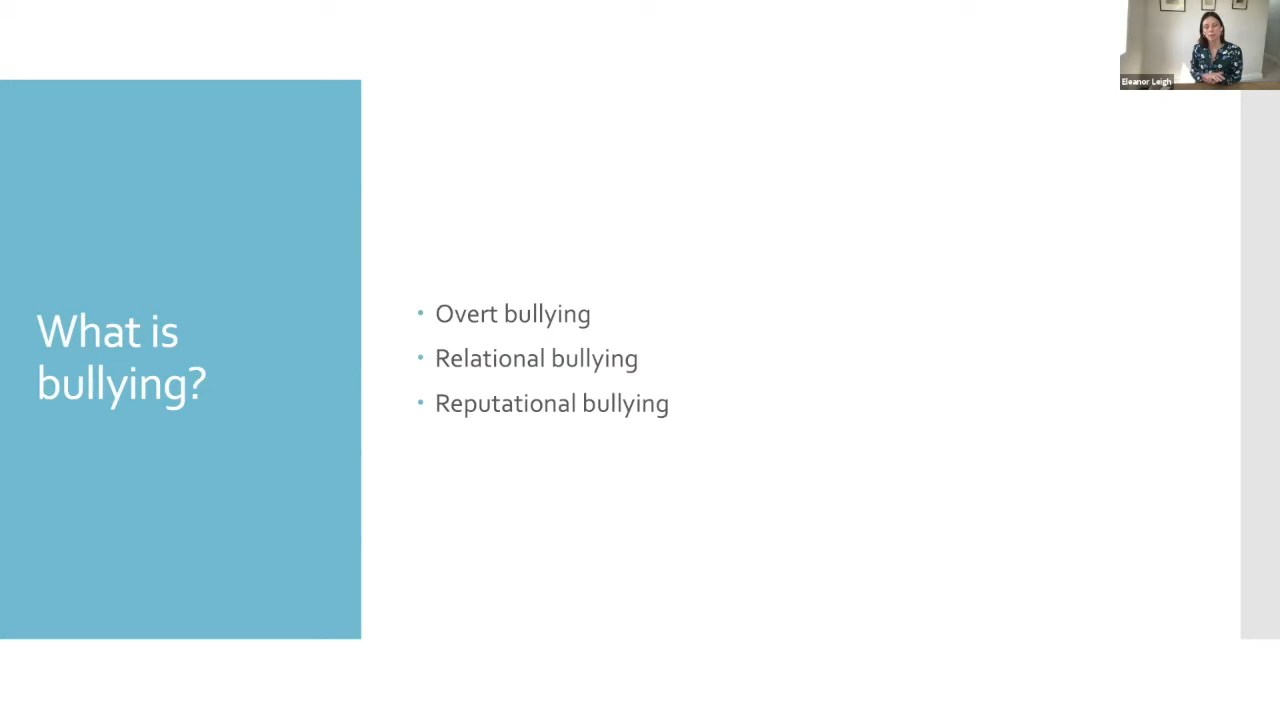 Eleanor Leigh
What is
bullying?
• Overt bullying
• Relational bullying
• Reputational bullying